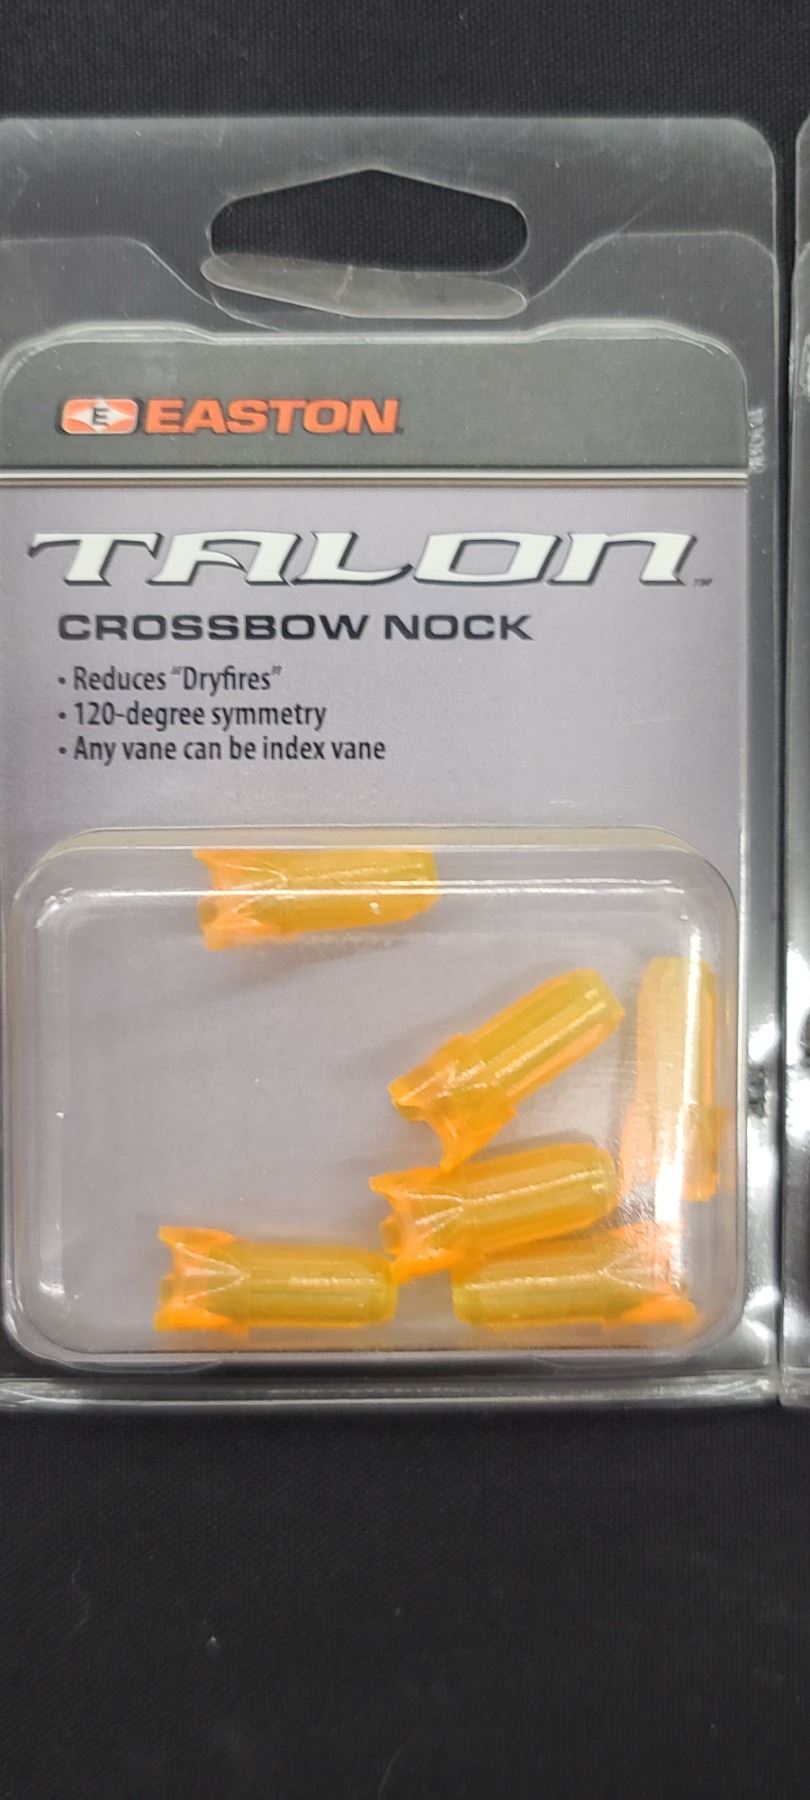 E EASTON
TALON™
CROSSBOW NOCK
• Reduces "Dryfires"
• 120-degree symmetry
• Any vane can be index vane